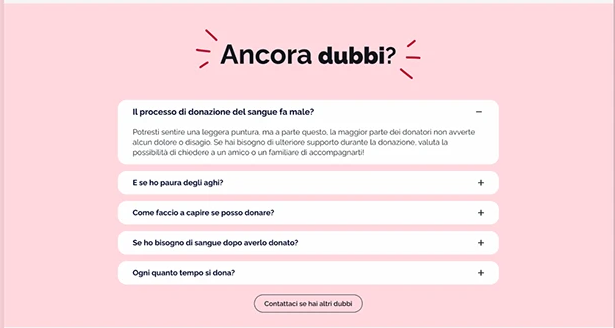 Ancora dubbi?
Il processo di donazione del sangue fa male?
Potresti sentire una leggera puntura, ma a parte questo, la maggior parte dei donatori non avverte
alcun dolore o disagio. Se hai bisogno di ulteriore supporto durante la donazione, valuta la
possibilità di chiedere a un amico o un familiare di accompagnarti!
E se ho paura degli aghi?
Come faccio a capire se posso donare?
Se ho bisogno di sangue dopo averlo donato?
Ogni quanto tempo si dona?
Contattaci se hai altri dubbi